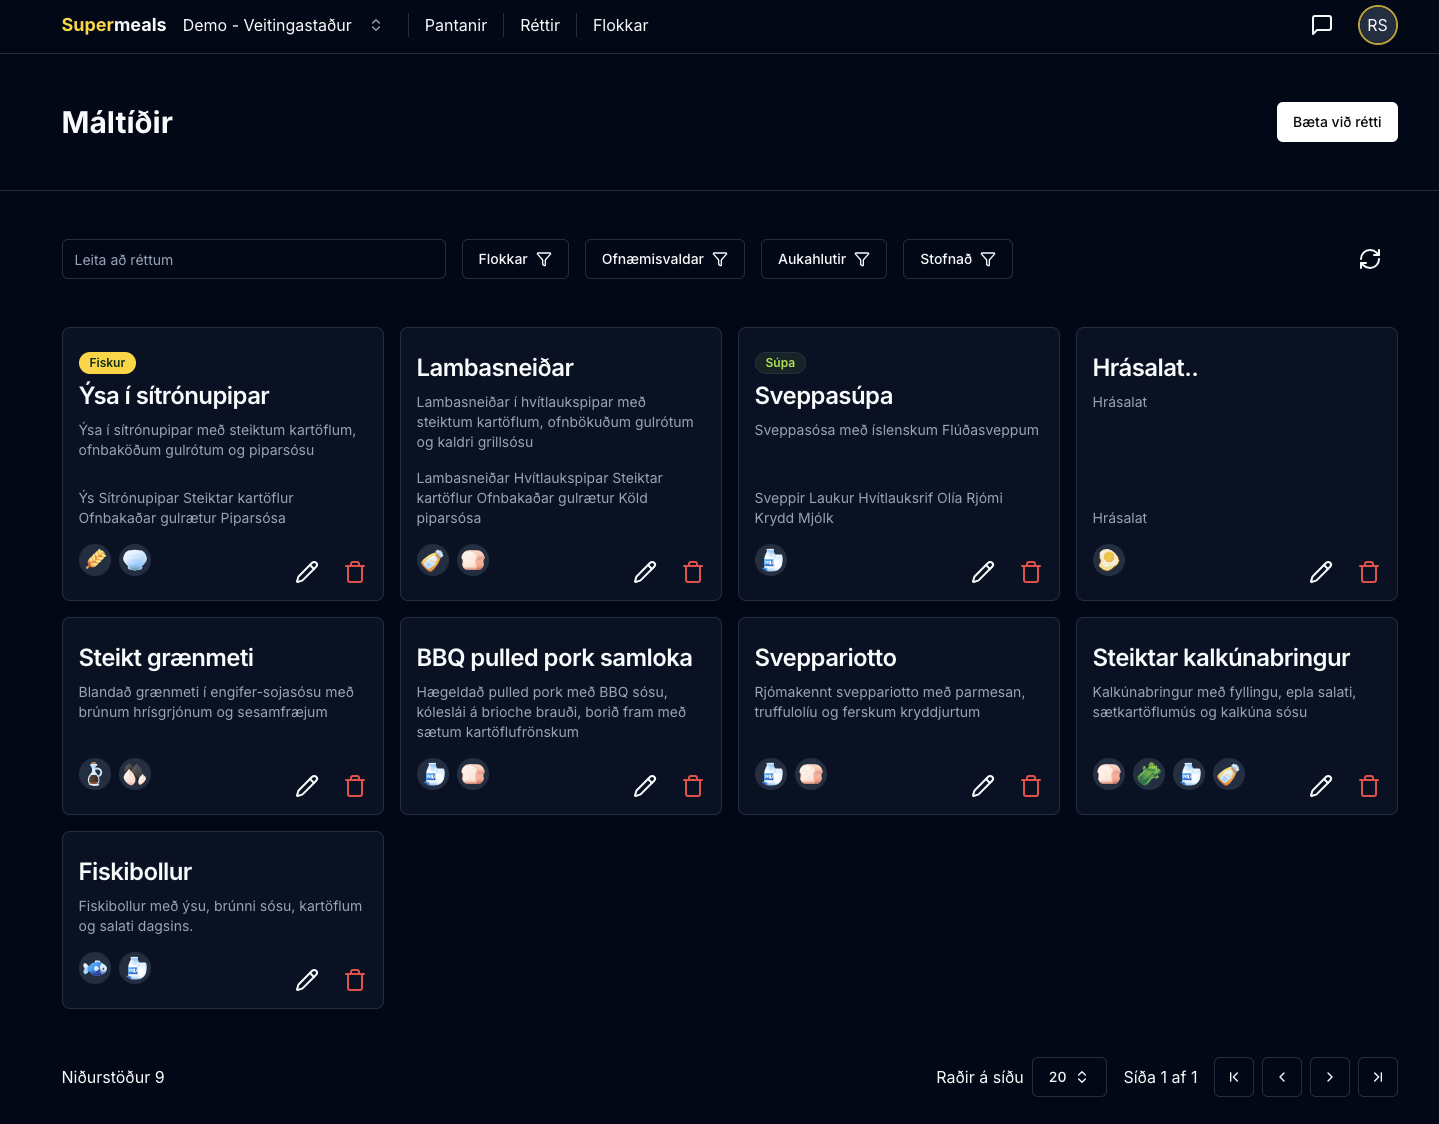 Supermeals Demo - Veitingastaður Pantanir Réttir Flokkar RS
Máltíðir
Bæta við rétti
Leita að réttum Flokkar Ofnæmisvaldar Aukahlutir Stofnað
Fiskur
Ýsa í sítrónupipar
Ýsa í sítrónupipar með steiktum kartöflum,
ofnbaköðum gulrótum og piparsósu
Ýs Sítrónupipar Steiktar kartöflur
Ofnbakaðar gulrætur Piparsósa
Lambasneiðar
Lambasneiðar í hvítlaukspipar með
steiktum kartöflum, ofnbökuðum gulrótum
og kaldri grillsósu
Lambasneiðar Hvítlaukspipar Steiktar
kartöflur Ofnbakaðar gulrætur Köld
piparsósa
Súpa
Sveppasúpa
Sveppasósa með íslenskum Flúðasveppum
Sveppir Laukur Hvítlauksrif Olía Rjómi
Krydd Mjólk
Hrásalat..
Hrásalat
Hrásalat
Steikt grænmeti
Blandað grænmeti í engifer-sojasósu með
brúnum hrísgrjónum og sesamfræjum
BBQ pulled pork samloka
Hægeldað pulled pork með BBQ sósu,
kóleslái á brioche brauði, borið fram með
sætum kartöflufrönskum
Sveppariotto
Rjómakennt sveppariotto með parmesan,
truffulolíu og ferskum kryddjurtum
Steiktar kalkúnabringur
Kalkúnabringur með fyllingu, epla salati,
sætkartöflumús og kalkúna sósu
Fiskibollur
Fiskibollur með ýsu, brúnni sósu, kartöflum
og salati dagsins.
Niðurstöður 9 Raðir á síðu 20 Síða 1 af 1